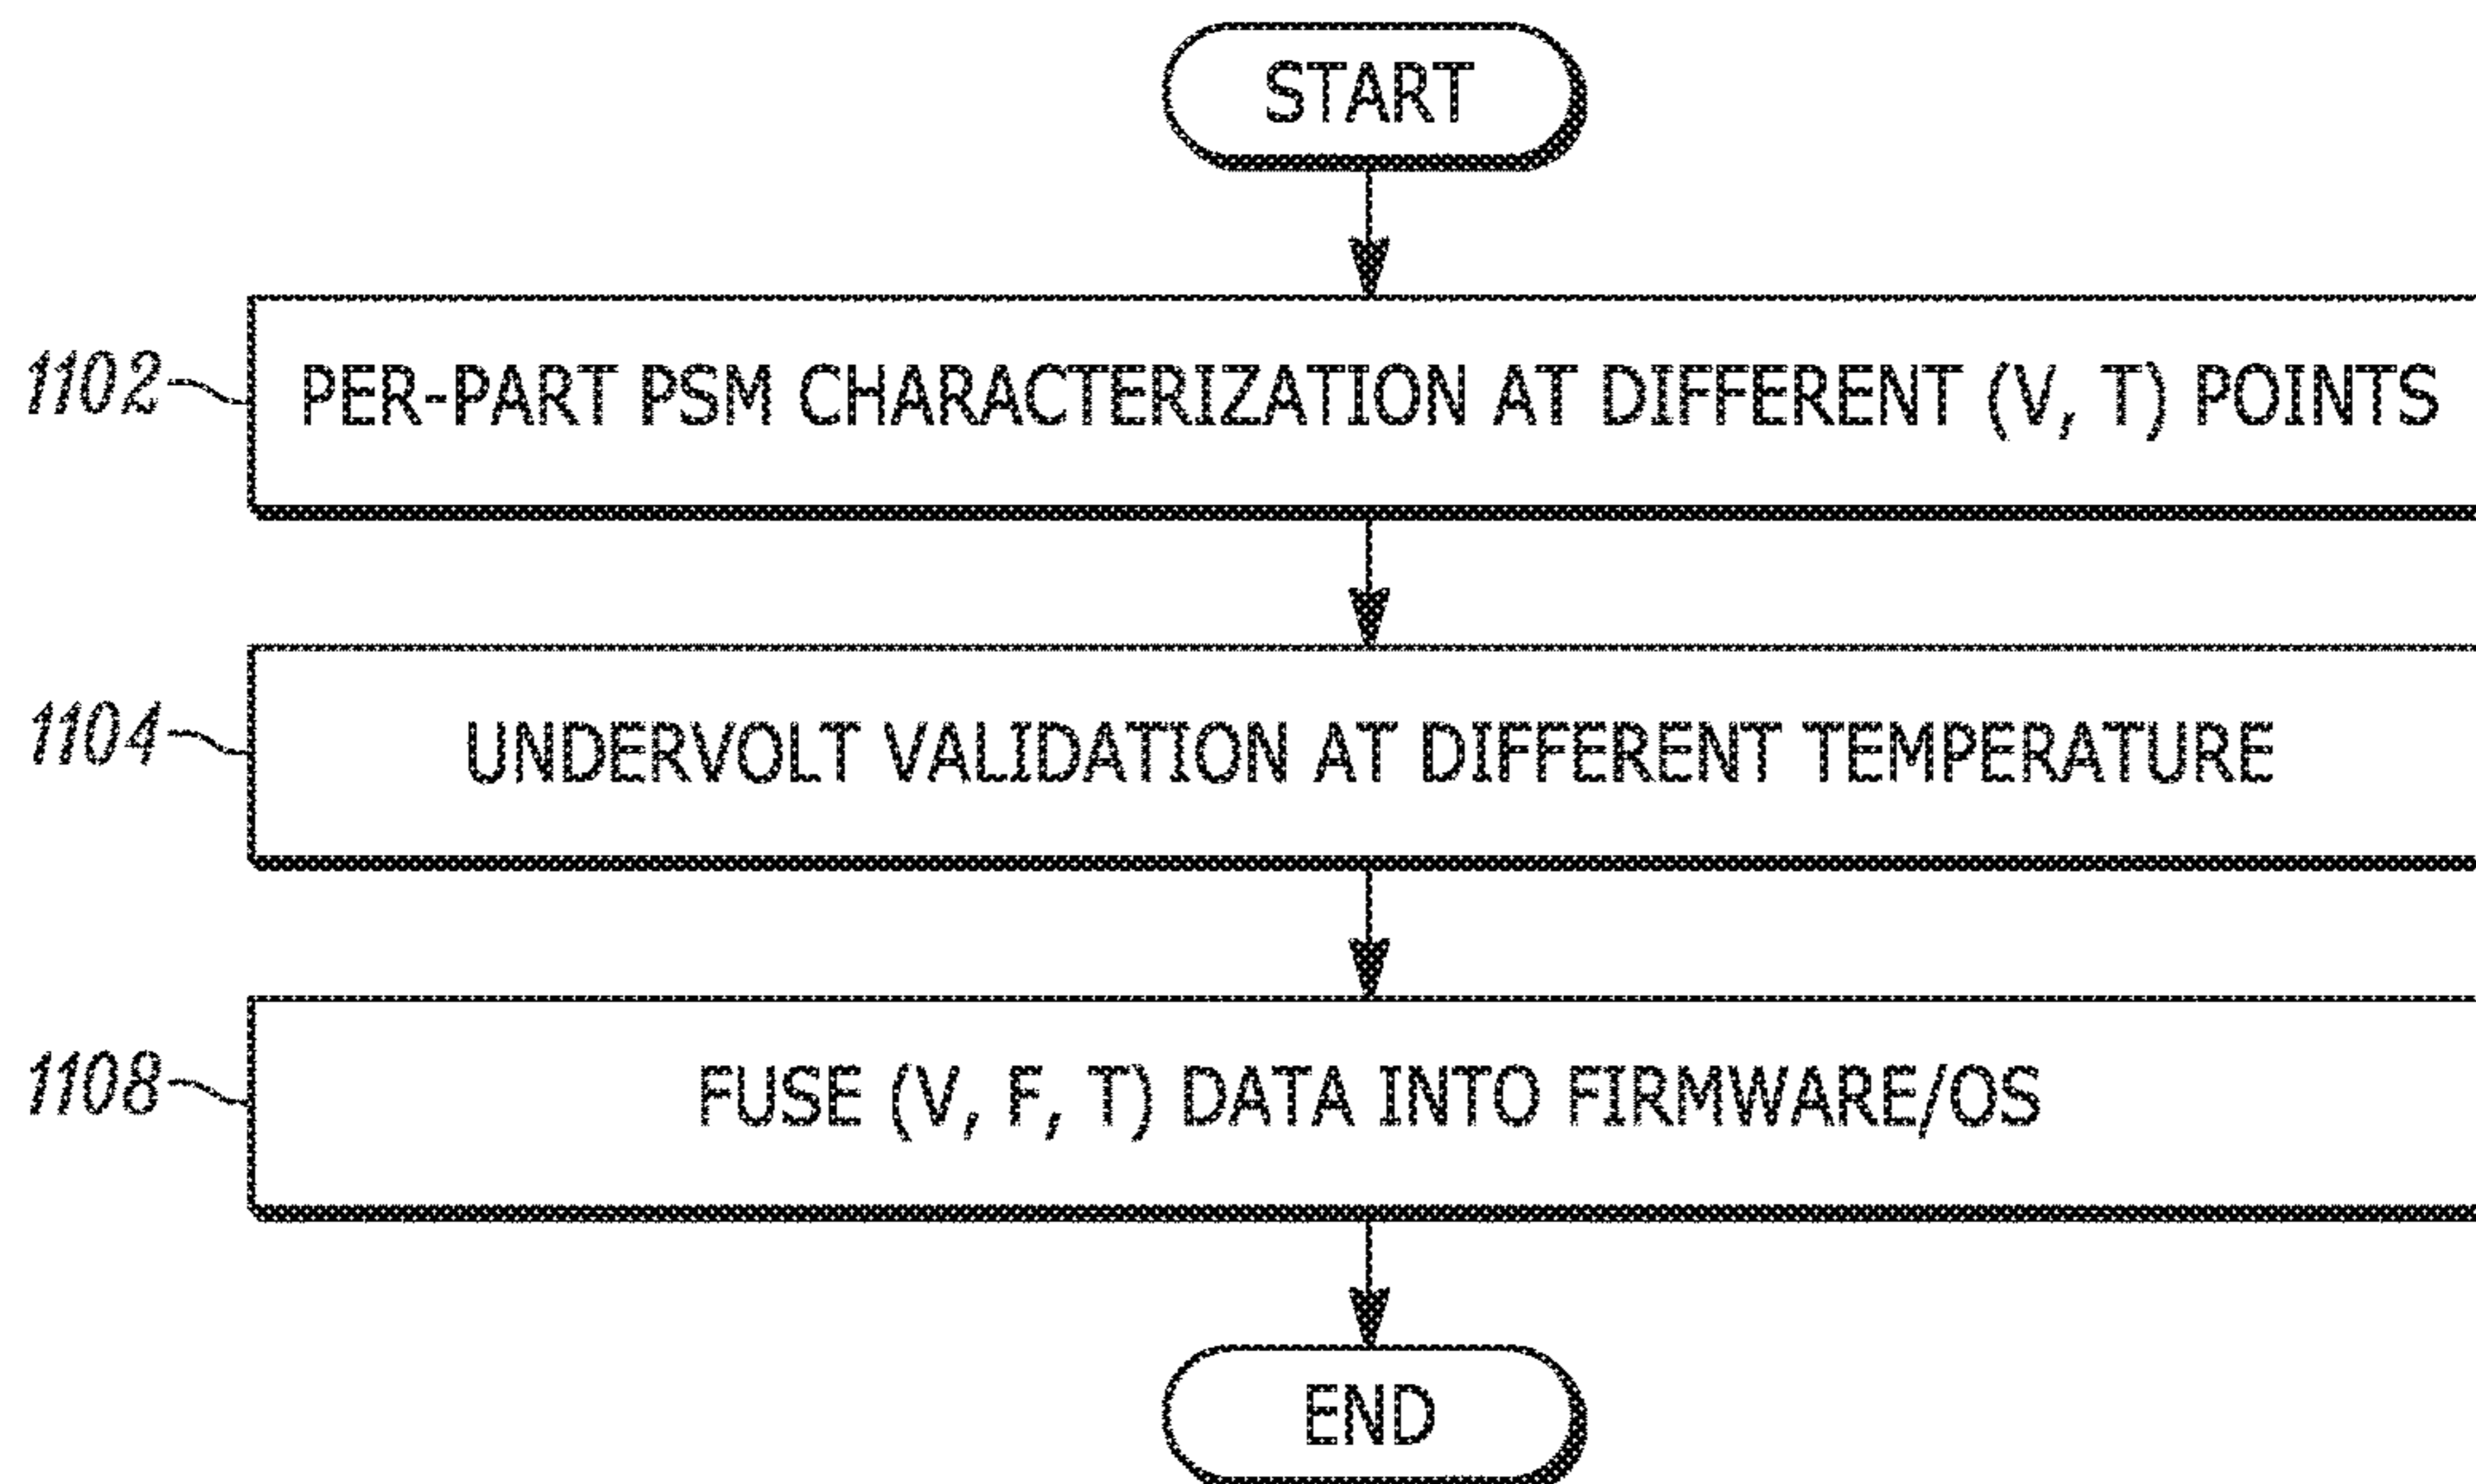 START
1102
PER-PART PSM CHARACTERIZATION AT DIFFERENT (V, T) POINTS
1104
UNDERVOLT VALIDATION AT DIFFERENT TEMPERATURE
1108
FUSE (V, F, T) DATA INTO FIRMWARE/OS
END